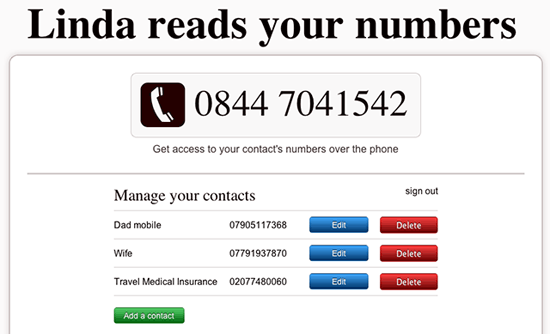 Linda reads your numbers
0844 7041542
Get access to your contact's numbers over the phone
Manage your contacts sign out
Dad mobile 07905117368 Edit Delete
Wife 07791937870 Edit Delete
Travel Medical Insurance 02077480060 Edit Delete
Add a contact